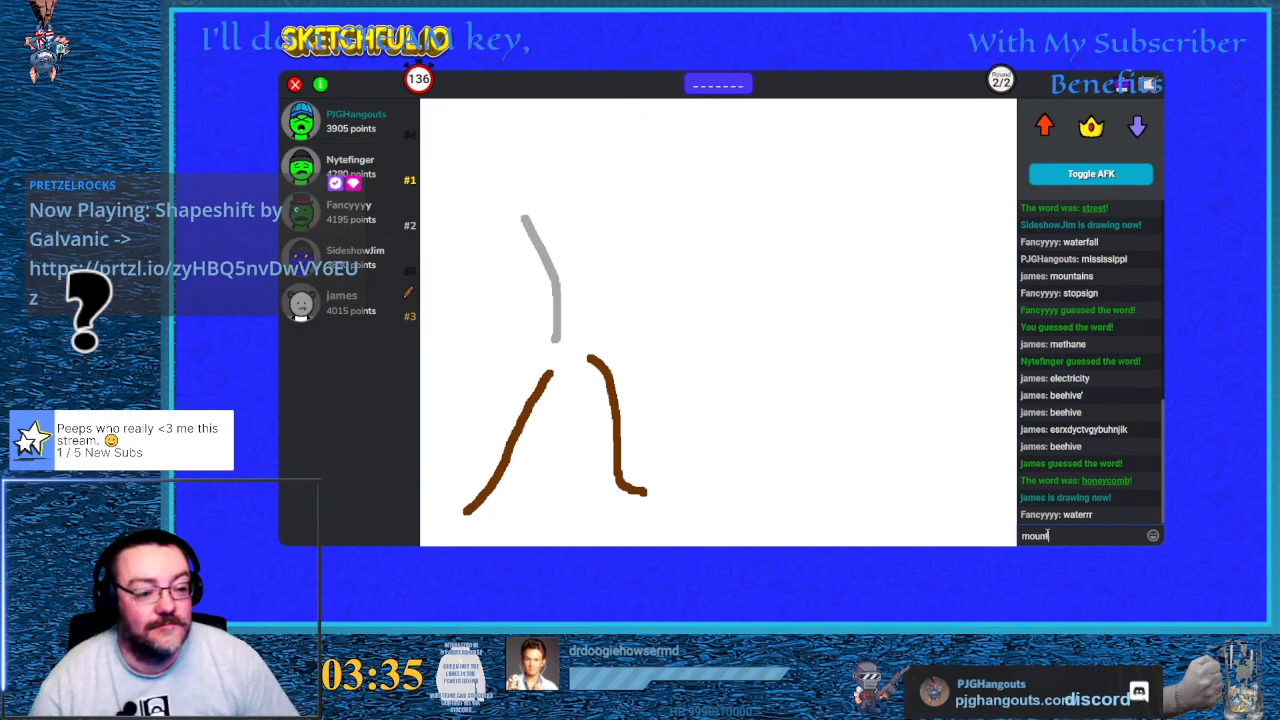 I'll do
key,
SKETCHFUL.IO
With My Subscriber
Benefits
136
_ _ _ _ _ _ _
Round
2/2
PJGHangouts
3905 points
Nytefinger
4280 points
#1
Fancyyyy
4195 points
#2
SideshowJim
james
4015 points
#3
PRETZELROCKS
Now Playing: Shapeshift by
Galvanic ->
Peeps who really <3 me this
stream.
1 / 5 New Subs
Toggle AFK
The word was: street!
SideshowJim is drawing now!
Fancyyyy: waterfall
PJGHangouts: mississippi
james: mountains
Fancyyyy: stopsign
Fancyyyy guessed the word!
You guessed the word!
james: methane
Nytefinger guessed the word!
james: electricity
james: beehive'
james: beehive
james: esrxdyctvgybuhnjik
james: beehive
james guessed the word!
The word was: honeycomb!
james is drawing now!
Fancyyyy: waterrr
mount
03:35
drdoogiehowsermd
PJGHangouts
pjghangouts.com
discord